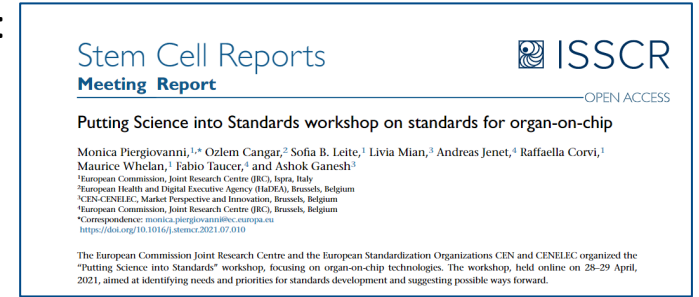 :
Stem Cell Reports
ISSCR
Meeting Report
OPEN ACCESS
Putting Science into Standards workshop on standards for organ-on-chip
Monica Piergiovanni,1,* Ozlem Cangar,2 Sofia B. Leite,1 Livia Mian,3 Andreas Jenet,4 Raffaella Corvi,1
Maurice Whelan,1 Fabio Taucer,4 and Ashok Ganesh3
1European Commission, Joint Research Centre (JRC), Ispra, Italy
2European Health and Digital Executive Agency (HaDEA), Brussels, Belgium
3CEN-CENELEC, Market Perspective and Innovation, Brussels, Belgium
4European Commission, Joint Research Centre (JRC), Brussels, Belgium
*Correspondence: monica.piergiovanni@ec.europa.eu
https://doi.org/10.1016/j.stemcr.2021.07.010
The European Commission Joint Research Centre and the European Standardization Organizations CEN and CENELEC organized the
"Putting Science into Standards" workshop, focusing on organ-on-chip technologies. The workshop, held online on 28–29 April,
2021, aimed at identifying needs and priorities for standards development and suggesting possible ways forward.